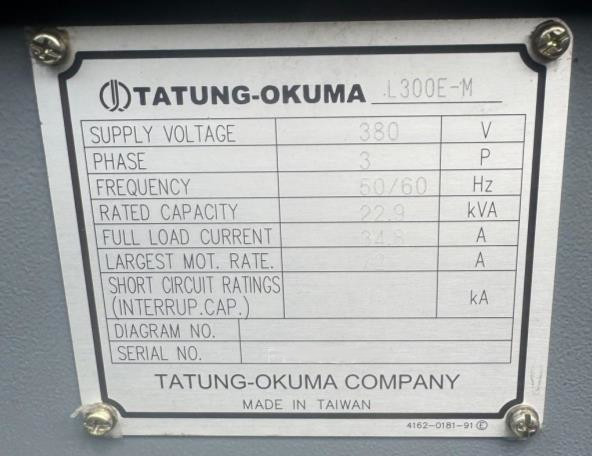 TATUNG-OKUMA L300E-M
SUPPLY VOLTAGE 380 V
PHASE 3 P
FREQUENCY 50/60 Hz
RATED CAPACITY 22.9 kVA
FULL LOAD CURRENT 34.8 A
LARGEST MOT. RATE. A
SHORT CIRCUIT RATINGS
(INTERRUP.CAP.) kA
DIAGRAM NO.
SERIAL NO.
TATUNG-OKUMA COMPANY
MADE IN TAIWAN
4162-0181-91 Ⓔ